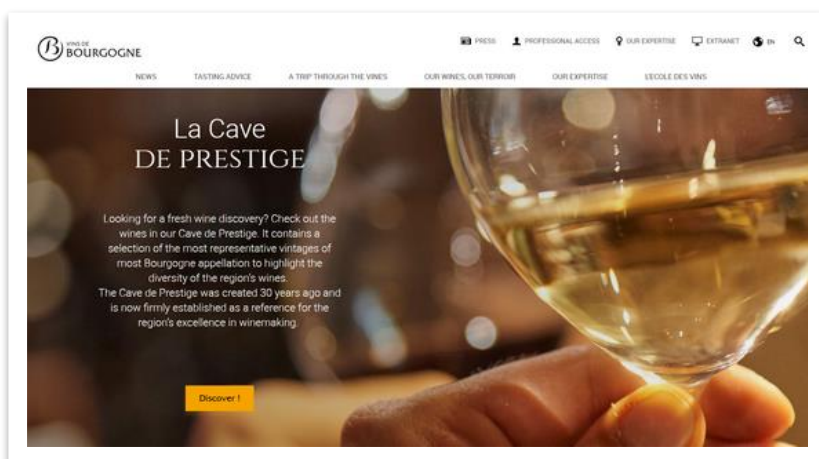 VINS DE
BOURGOGNE
PRESS PROFESSIONAL ACCESS OUR EXPERTISE EXTRANET EN
NEWS TASTING ADVICE A TRIP THROUGH THE VINES OUR WINES, OUR TERROIR OUR EXPERTISE L'ECOLE DES VINS
La Cave
DE PRESTIGE
Looking for a fresh wine discovery? Check out the
wines in our Cave de Prestige. It contains a
selection of the most representative vintages of
most Bourgogne appellation to highlight the
diversity of the region's wines.
The Cave de Prestige was created 30 years ago and
is now firmly established as a reference for the
region's excellence in winemaking.
Discover !